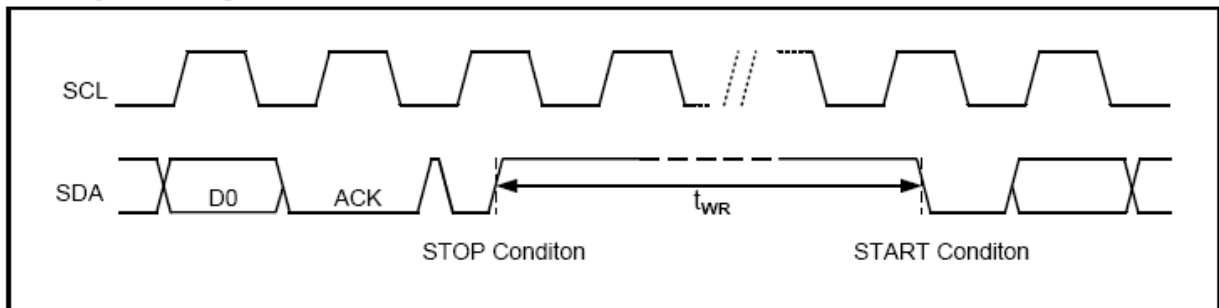 SCL
SDA
D0
ACK
tWR
STOP Conditon
START Conditon